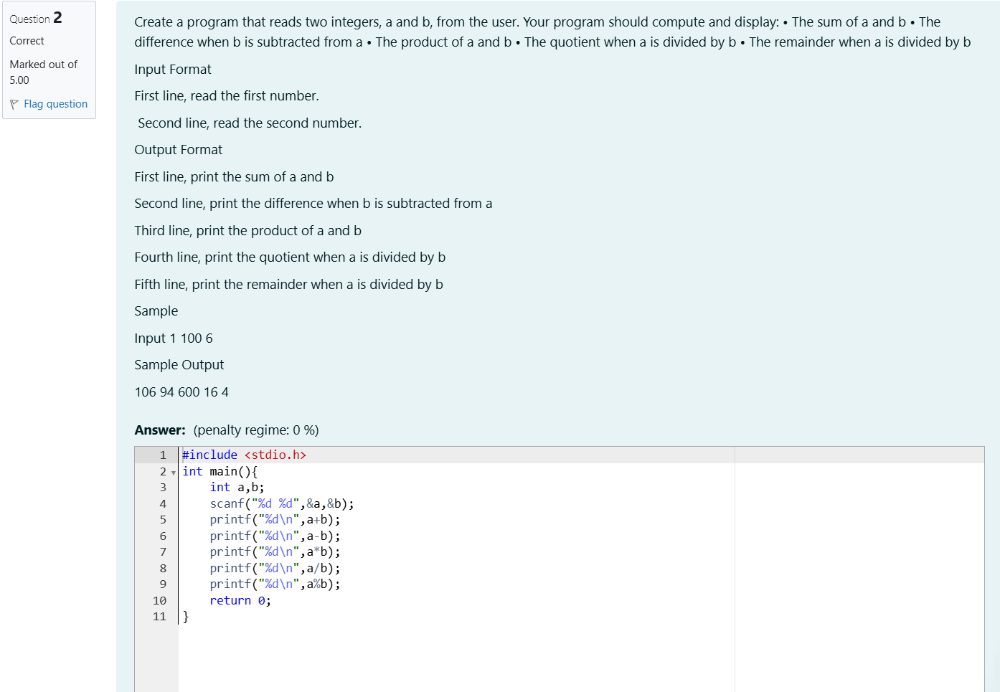 Question 2
Correct
Marked out of
5.00
Flag question
Create a program that reads two integers, a and b, from the user. Your program should compute and display: • The sum of a and b • The
difference when b is subtracted from a • The product of a and b • The quotient when a is divided by b • The remainder when a is divided by b
Input Format
First line, read the first number.
Second line, read the second number.
Output Format
First line, print the sum of a and b
Second line, print the difference when b is subtracted from a
Third line, print the product of a and b
Fourth line, print the quotient when a is divided by b
Fifth line, print the remainder when a is divided by b
Sample
Input 1 100 6
Sample Output
106 94 600 16 4
Answer: (penalty regime: 0 %)
1 #include <stdio.h>
2 int main(){
3     int a,b;
4     scanf("%d %d",&a,&b);
5     printf("%d\n",a+b);
6     printf("%d\n",a-b);
7     printf("%d\n",a*b);
8     printf("%d\n",a/b);
9     printf("%d\n",a%b);
10     return 0;
11 }